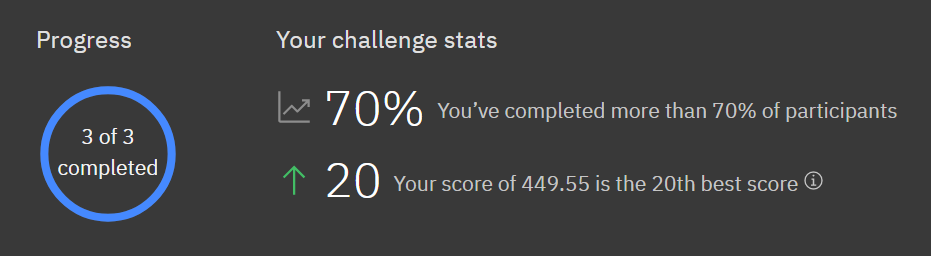 Progress
Your challenge stats
3 of 3
completed
70% You've completed more than 70% of participants
20 Your score of 449.55 is the 20th best score